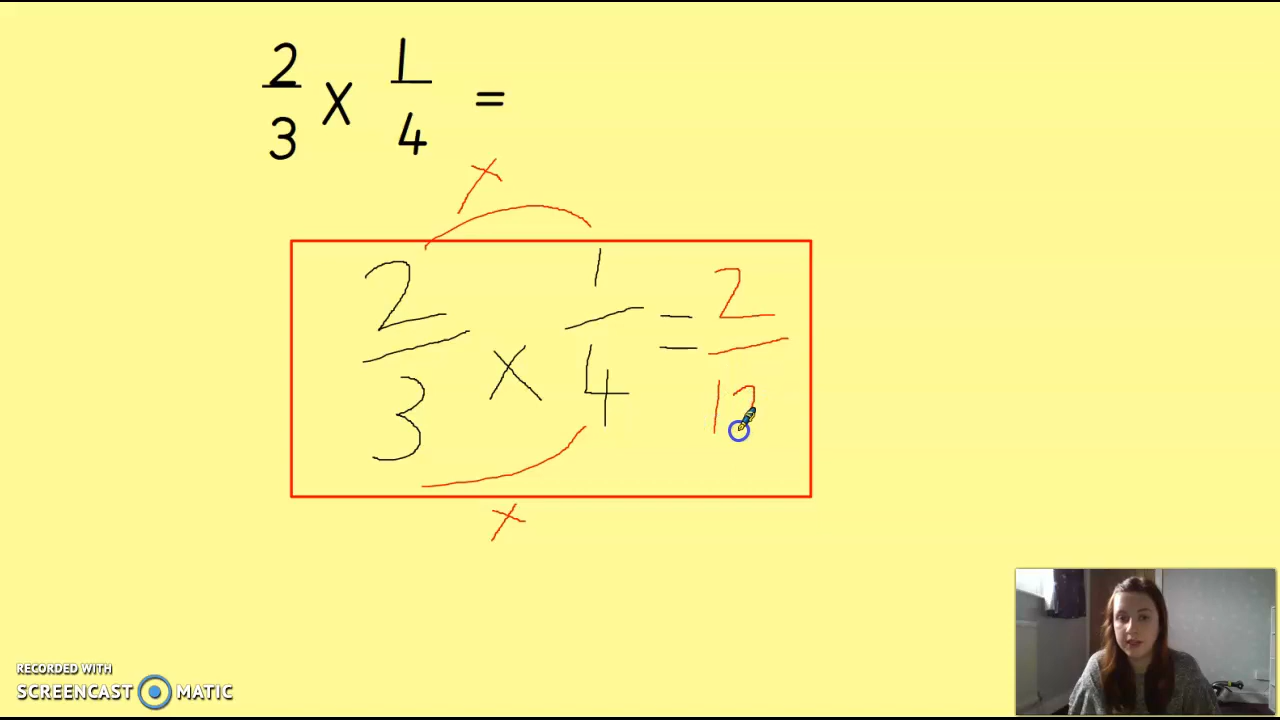 2/3 X 1/4 =
x
2/3 x 1/4 = 2/12
x
RECORDED WITH
SCREENCAST MATIC